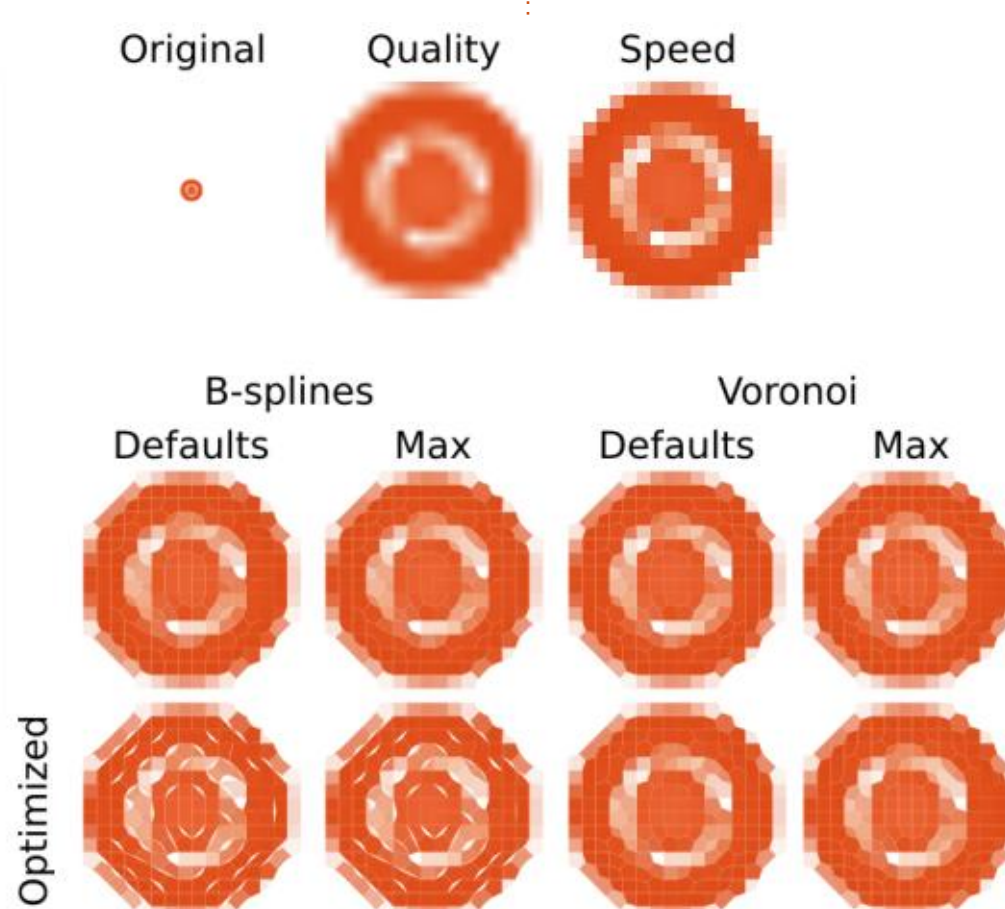 Original Quality Speed
B-splines Voronoi
Defaults Max Defaults Max
Optimized